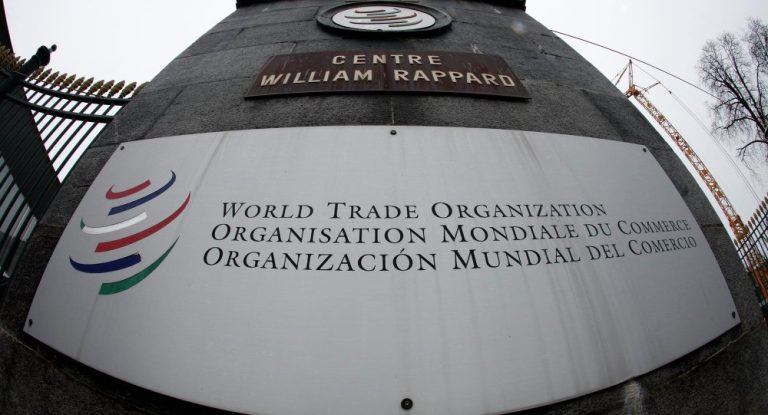 CENTRE
WILLIAM RAPPARD
WORLD TRADE ORGANIZATION
ORGANISATION MONDIALE DU COMMERCE
ORGANIZACIÓN MUNDIAL DEL COMERCIO